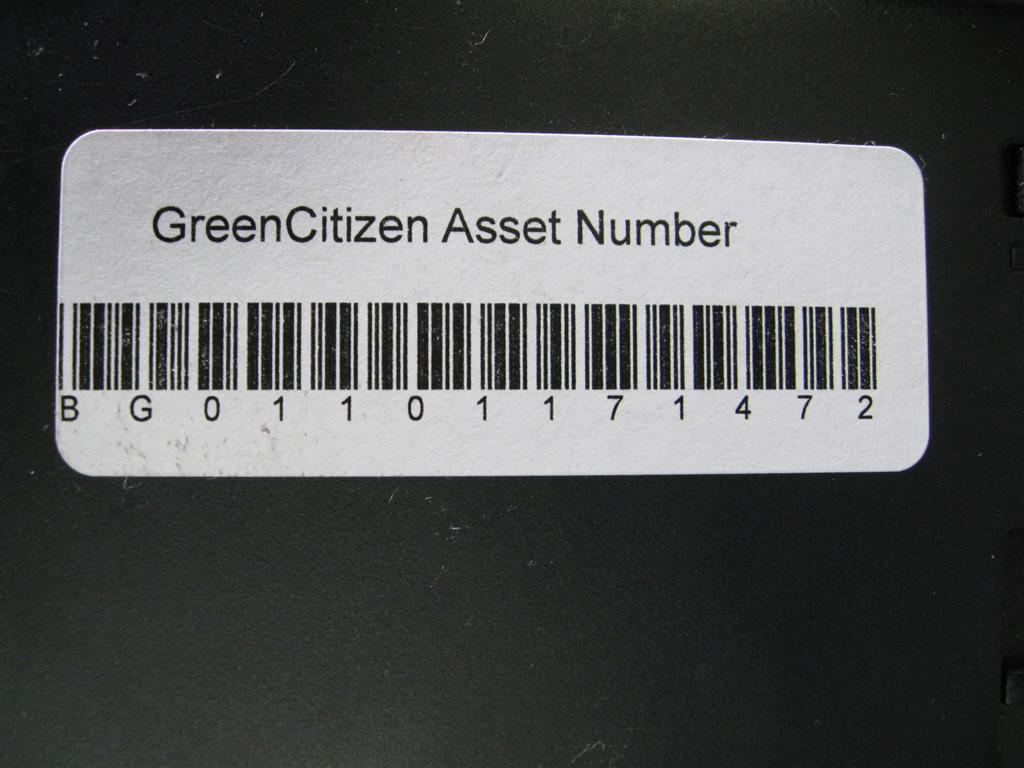 GreenCitizen Asset Number
B G 0 1 1 0 1 1 7 1 4 7 2